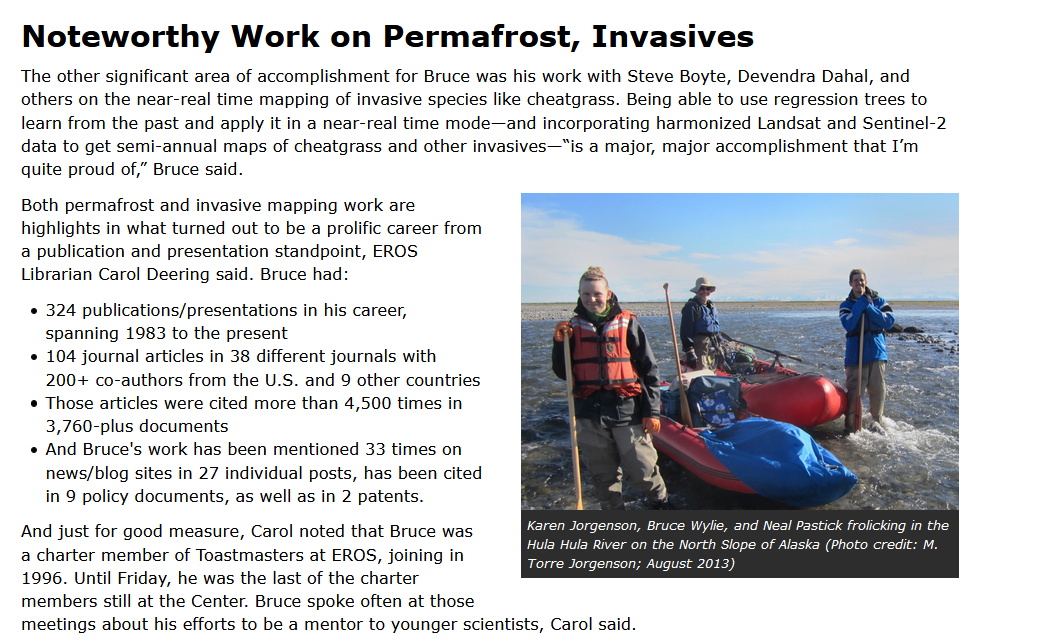 Noteworthy Work on Permafrost, Invasives
The other significant area of accomplishment for Bruce was his work with Steve Boyte, Devendra Dahal, and
others on the near-real time mapping of invasive species like cheatgrass. Being able to use regression trees to
learn from the past and apply it in a near-real time mode—and incorporating harmonized Landsat and Sentinel-2
data to get semi-annual maps of cheatgrass and other invasives—“is a major, major accomplishment that I’m
quite proud of,” Bruce said.
Both permafrost and invasive mapping work are
highlights in what turned out to be a prolific career from
a publication and presentation standpoint, EROS
Librarian Carol Deering said. Bruce had:
• 324 publications/presentations in his career,
spanning 1983 to the present
• 104 journal articles in 38 different journals with
200+ co-authors from the U.S. and 9 other countries
• Those articles were cited more than 4,500 times in
3,760-plus documents
• And Bruce's work has been mentioned 33 times on
news/blog sites in 27 individual posts, has been cited
in 9 policy documents, as well as in 2 patents.
And just for good measure, Carol noted that Bruce was
a charter member of Toastmasters at EROS, joining in
1996. Until Friday, he was the last of the charter
members still at the Center. Bruce spoke often at those
meetings about his efforts to be a mentor to younger scientists, Carol said.
Karen Jorgenson, Bruce Wylie, and Neal Pastick frolicking in the
Hula Hula River on the North Slope of Alaska (Photo credit: M.
Torre Jorgenson; August 2013)